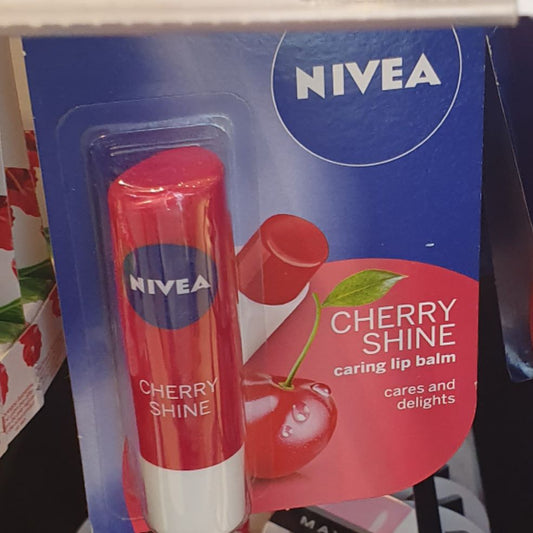 NIVEA
NIVEA
CHERRY
SHINE
CHERRY
SHINE
caring lip balm
cares and
delights